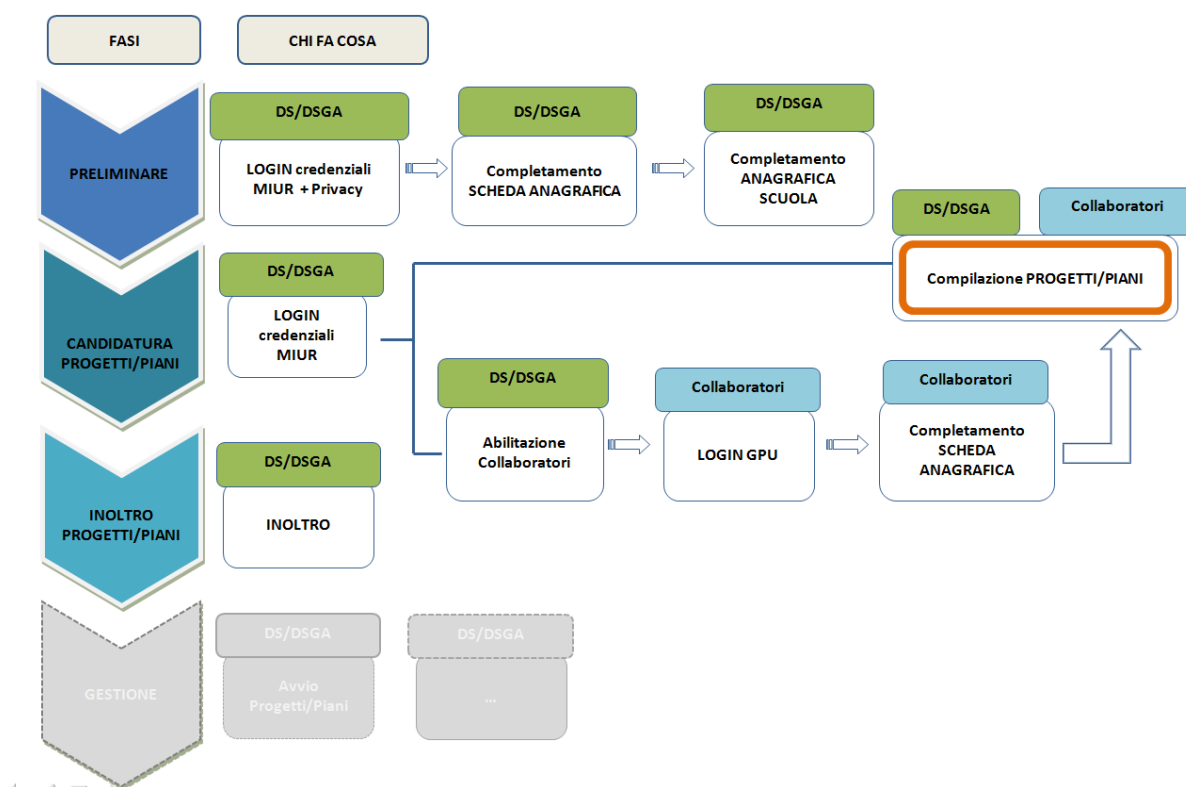 FASI
CHI FA COSA
PRELIMINARE
DS/DSGA
LOGIN credenziali
MIUR + Privacy
DS/DSGA
Completamento
SCHEDA ANAGRAFICA
DS/DSGA
Completamento
ANAGRAFICA
SCUOLA
DS/DSGA
Collaboratori
Compilazione PROGETTI/PIANI
CANDIDATURA
PROGETTI/PIANI
DS/DSGA
LOGIN
credenziali
MIUR
DS/DSGA
Abilitazione
Collaboratori
Collaboratori
LOGIN GPU
Collaboratori
Completamento
SCHEDA
ANAGRAFICA
INOLTRO
PROGETTI/PIANI
DS/DSGA
INOLTRO
GESTIONE
DS/DSGA
Avvio
Progetti/Piani
DS/DSGA
...